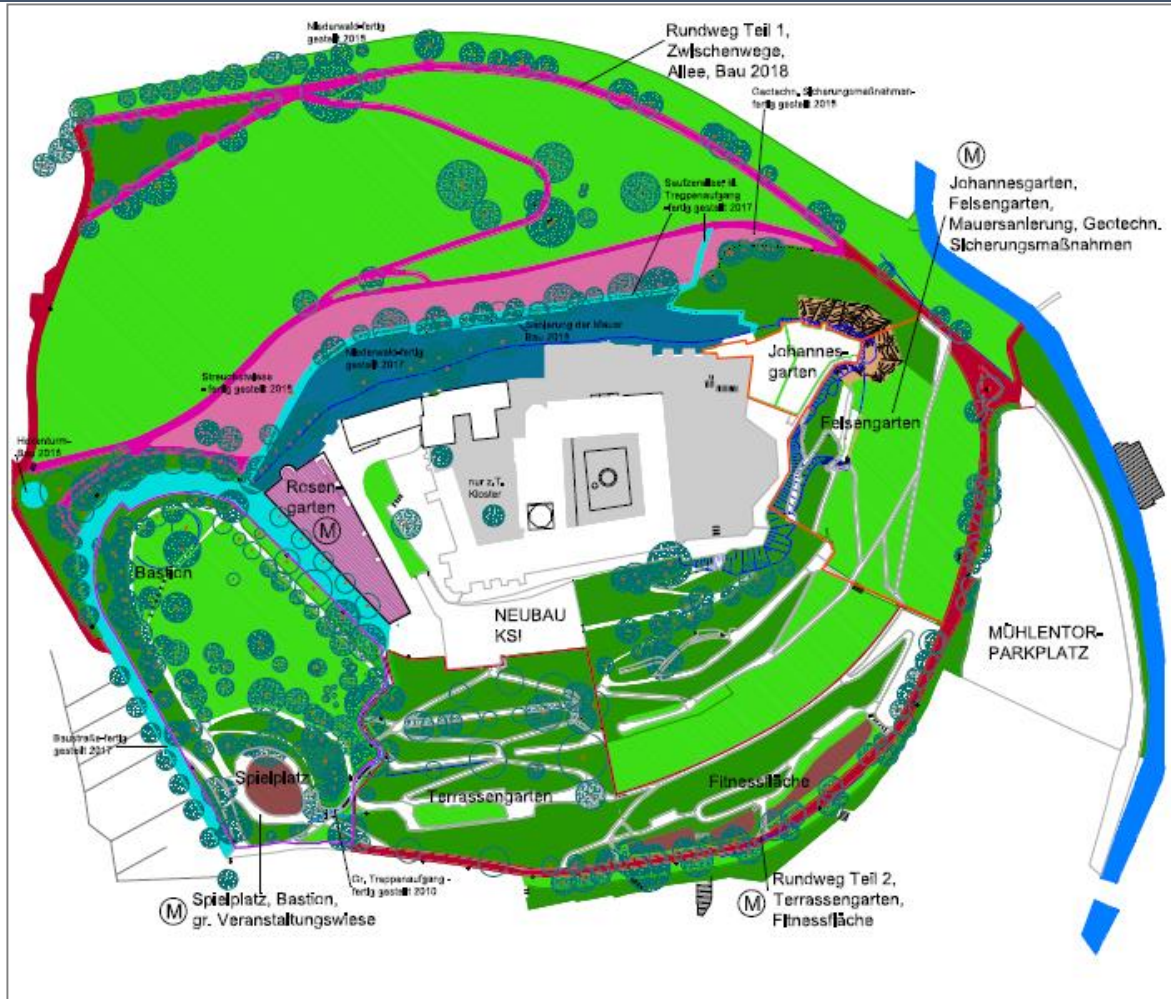 Niederwald-fertig
gestellt 2015
Rundweg Teil 1,
Zwischenwege,
Allee, Bau 2018
Geotechn. Sicherungsmaßnahmen-
fertig gestellt 2015
M
Johannesgarten,
Felsengarten,
Mauersanierung, Geotechn.
Sicherungsmaßnahmen
Treppenaufgang
-fertig gestellt 2017
Sanierung der Mauer
Bau 2018
Niederwald-fertig
gestellt 2017
Johannes-
garten
Streuobstwiese
- fertig gestellt 2015
Felsengarten
Hexenturm-
Bau 2018
Rosen-
garten
M
nur z.T.
Kloster
Bastion
NEUBAU
KSI
MÜHLENTOR-
PARKPLATZ
Baustraße-fertig
gestellt 2017
Spielplatz
Terrassengarten
Fitnessfläche
Gr. Treppenaufgang -
fertig gestellt 2010
M
Spielplatz, Bastion,
gr. Veranstaltungswiese
M
Rundweg Teil 2,
Terrassengarten,
Fitnessfläche